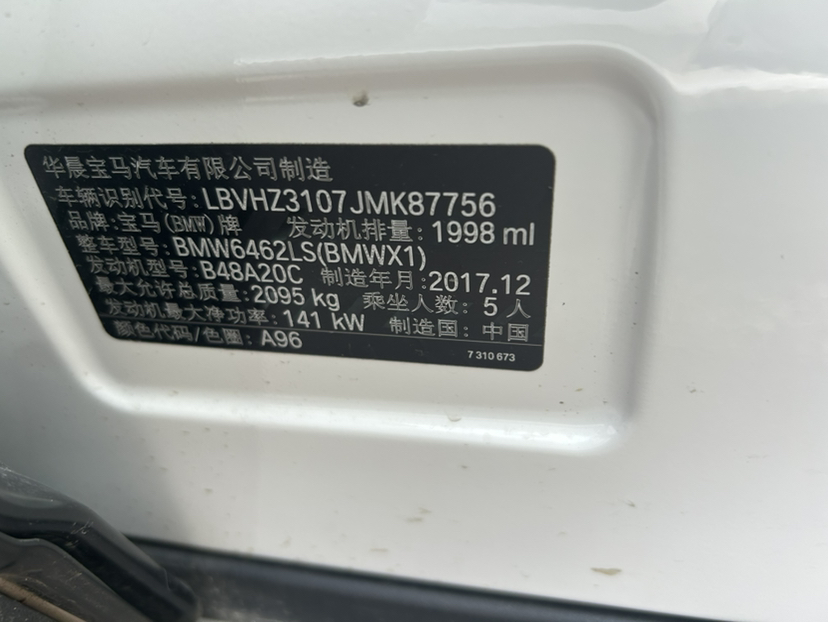 华晨宝马汽车有限公司制造
车辆识别代号: LBVHZ3107JMK87756
品牌: 宝马(BMW)牌 发动机排量: 1998 ml
整车型号: BMW6462LS(BMWX1)
发动机型号: B48A20C 制造年月: 2017.12
最大允许总质量: 2095 kg 乘坐人数: 5 人
发动机最大净功率: 141 kW 制造国: 中国
颜色代码/色圈: A96
7 310 673